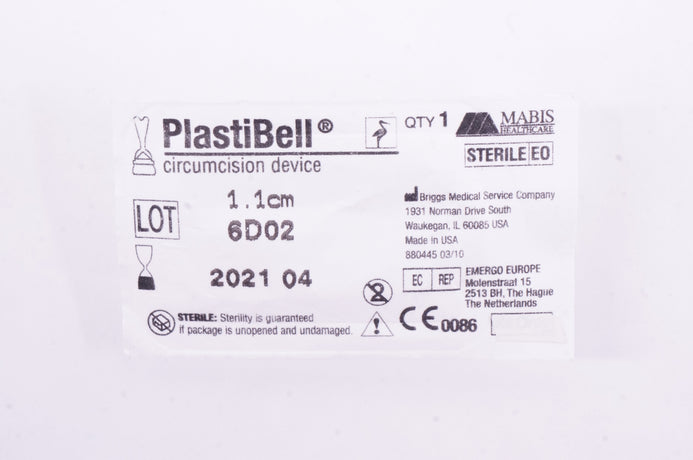 PlastiBell®
circumcision device
QTY 1
MABIS
HEALTHCARE
STERILE EO
1.1cm
LOT
6D02
2021 04
Briggs Medical Service Company
1931 Norman Drive South
Waukegan, IL 60085 USA
Made in USA
880445 03/10
EC REP
EMERGO EUROPE
Molenstraat 15
2513 BH, The Hague
The Netherlands
2
STERILE: Sterility is guaranteed
if package is unopened and undamaged.
CE 0086